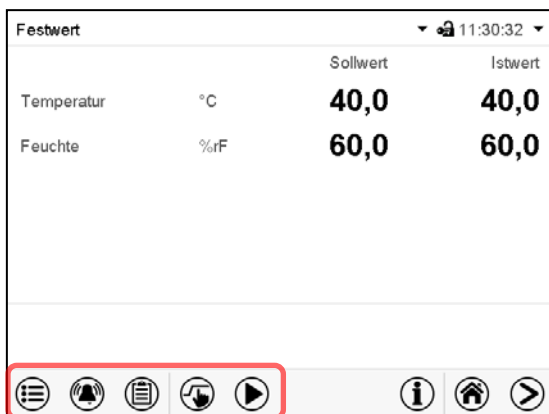 Festwert 11:30:32
Sollwert Istwert
Temperatur °C 40,0 40,0
Feuchte %rF 60,0 60,0